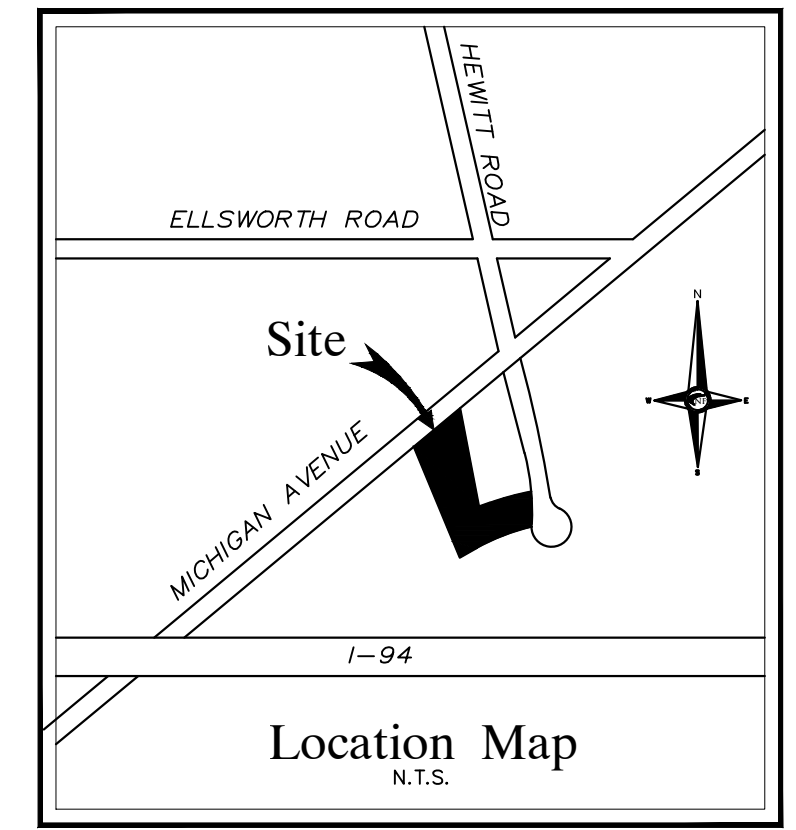 HEWITT ROAD
ELLSWORTH ROAD
N
Site
W
E
S
MICHIGAN AVENUE
I-94
Location Map
N.T.S.